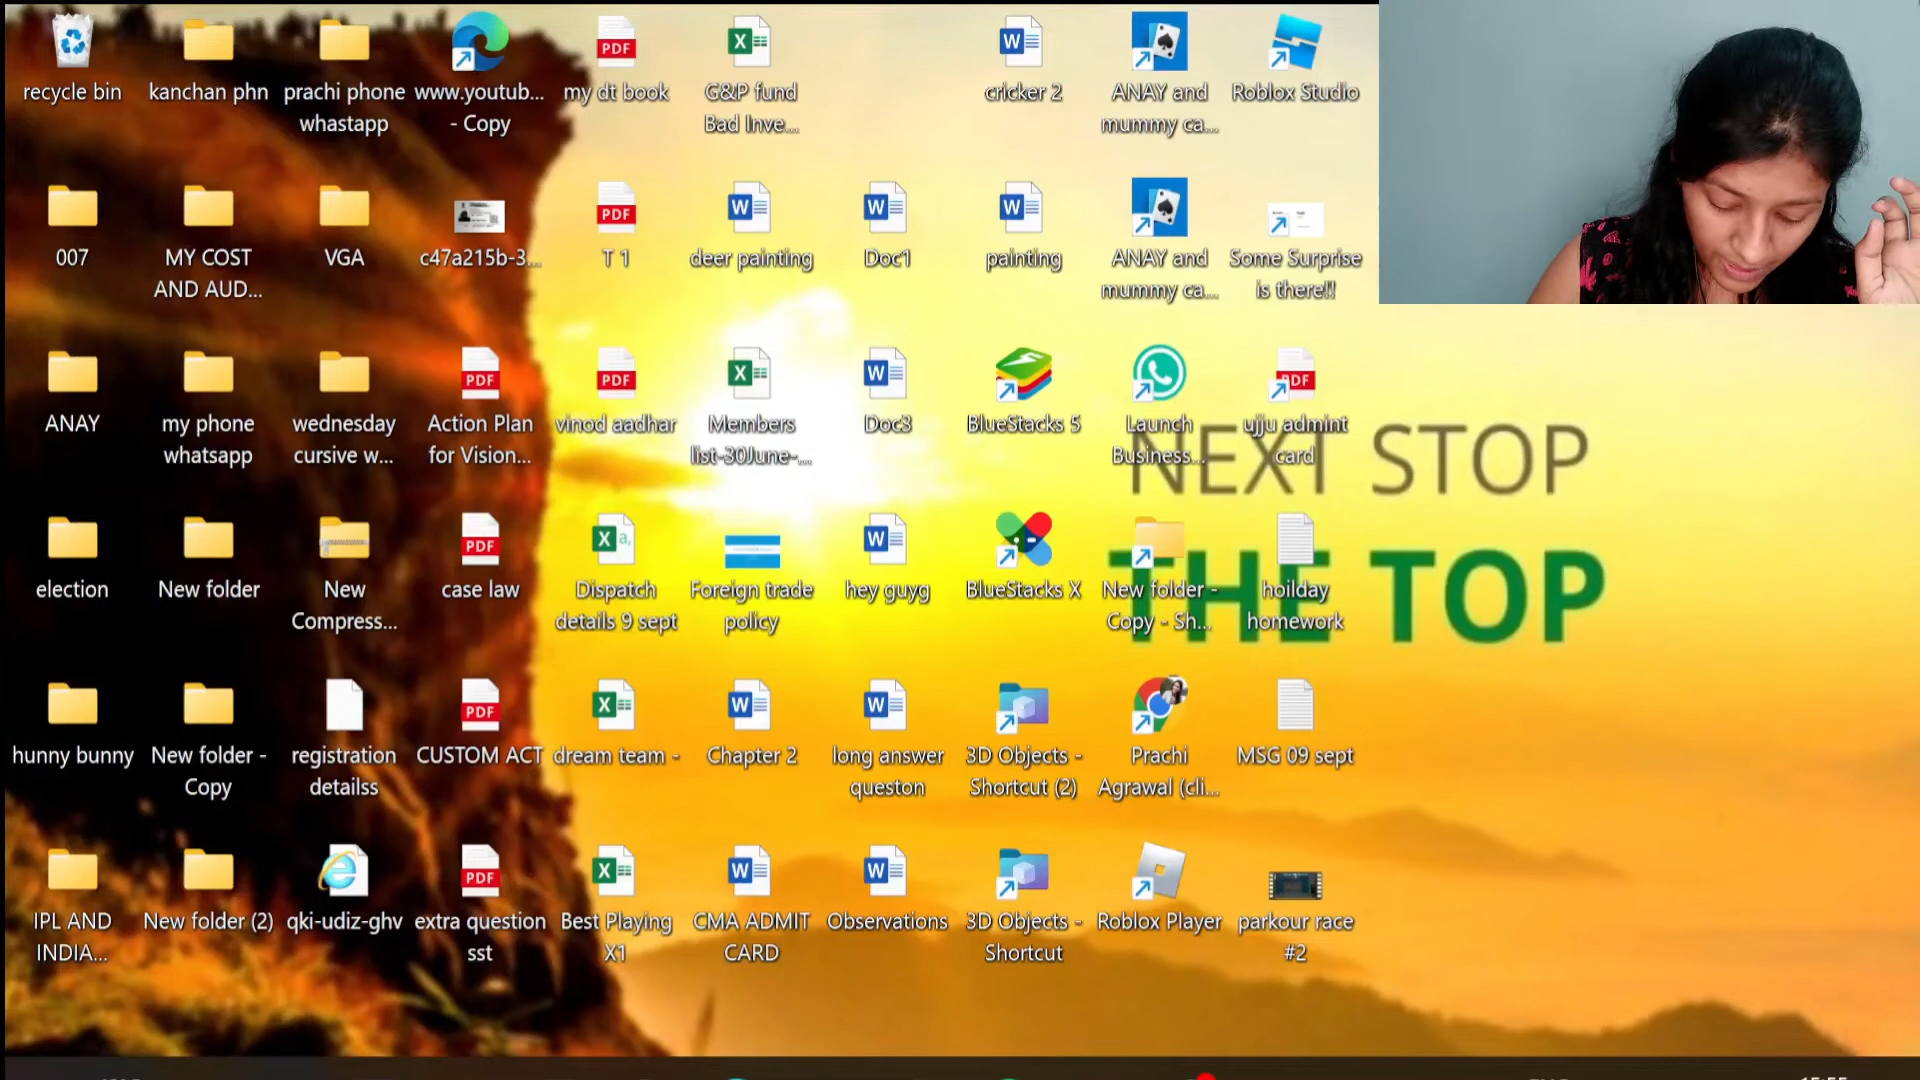 recycle bin
kanchan phn
prachi phone
whastapp
www.youtub...
- Copy
my dt book
G&P fund
Bad Inve...
cricker 2
ANAY and
mummy ca...
Roblox Studio
007
MY COST
AND AUD...
VGA
c47a215b-3...
T 1
deer painting
Doc1
painting
ANAY and
mummy ca...
Some Surprise
is there!!
ANAY
my phone
whatsapp
wednesday
cursive w...
Action Plan
for Vision...
vinod aadhar
Members
list-30June-...
Doc3
BlueStacks 5
Launch
Business...
ujju admint
card
NEXT STOP
THE TOP
election
New folder
New
Compress...
case law
Dispatch
details 9 sept
Foreign trade
policy
hey guyg
BlueStacks X
New folder -
Copy - Sh...
hoilday
homework
hunny bunny
New folder -
Copy
registration
detailss
CUSTOM ACT
dream team -
Chapter 2
long answer
queston
3D Objects -
Shortcut (2)
Prachi
Agrawal (cli...
MSG 09 sept
IPL AND
INDIA...
New folder (2)
qki-udiz-ghv
extra question
sst
Best Playing
X1
CMA ADMIT
CARD
Observations
3D Objects -
Shortcut
Roblox Player
parkour race
#2